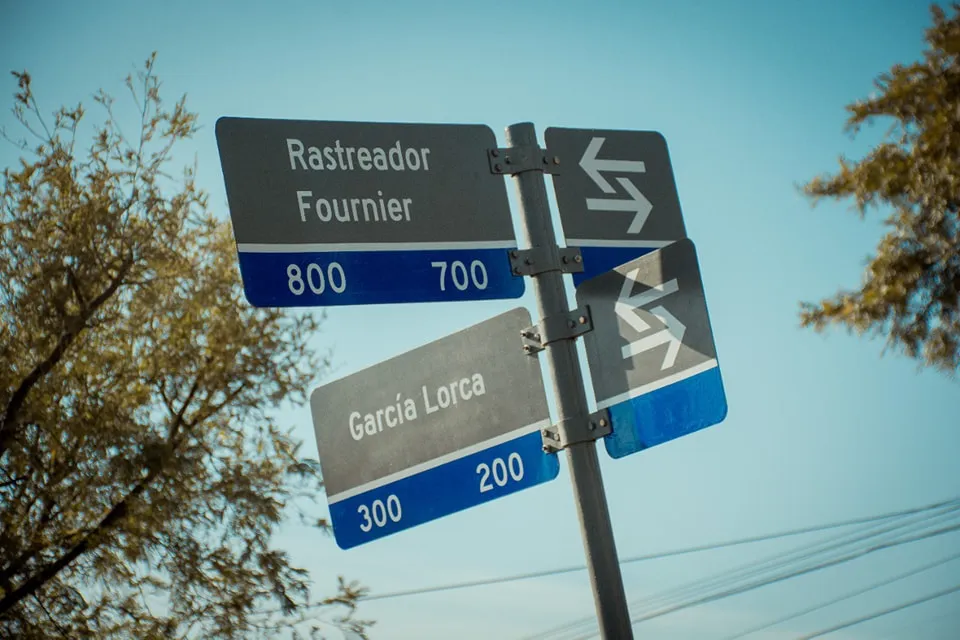 Rastreador
Fournier
800 700
García Lorca
300 200